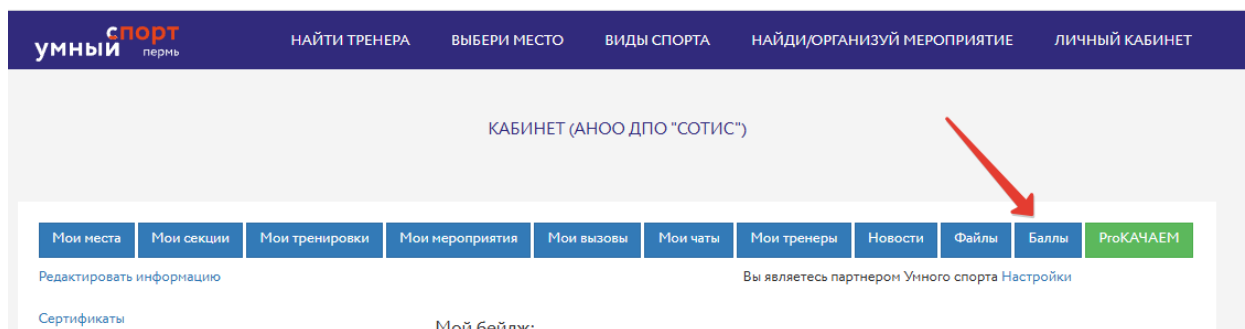 умный спорт пермь
НАЙТИ ТРЕНЕРА ВЫБЕРИ МЕСТО ВИДЫ СПОРТА НАЙДИ/ОРГАНИЗУЙ МЕРОПРИЯТИЕ ЛИЧНЫЙ КАБИНЕТ
КАБИНЕТ (АНОО ДПО "СОТИС")
Мои места Мои секции Мои тренировки Мои мероприятия Мои вызовы Мои чаты Мои тренеры Новости Файлы Баллы ProКАЧАЕМ
Редактировать информацию Вы являетесь партнером Умного спорта Настройки
Сертификаты
Мой бейдж: